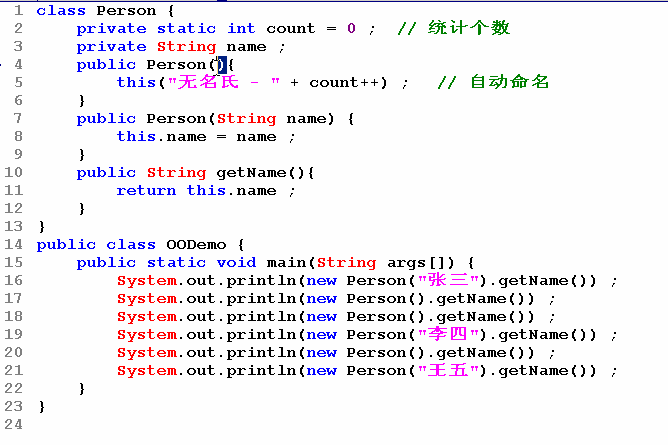 1 class Person {
2     private static int count = 0 ;  // 统计个数
3     private String name ;
4     public Person(){
5         this("无名氏 - " + count++) ;   // 自动命名
6     }
7     public Person(String name) {
8         this.name = name ;
9     }
10     public String getName(){
11         return this.name ;
12     }
13 }
14 public class OODemo {
15     public static void main(String args[]) {
16         System.out.println(new Person("张三").getName()) ;
17         System.out.println(new Person().getName()) ;
18         System.out.println(new Person().getName()) ;
19         System.out.println(new Person("李四").getName()) ;
20         System.out.println(new Person().getName()) ;
21         System.out.println(new Person("王五").getName()) ;
22     }
23 }
24